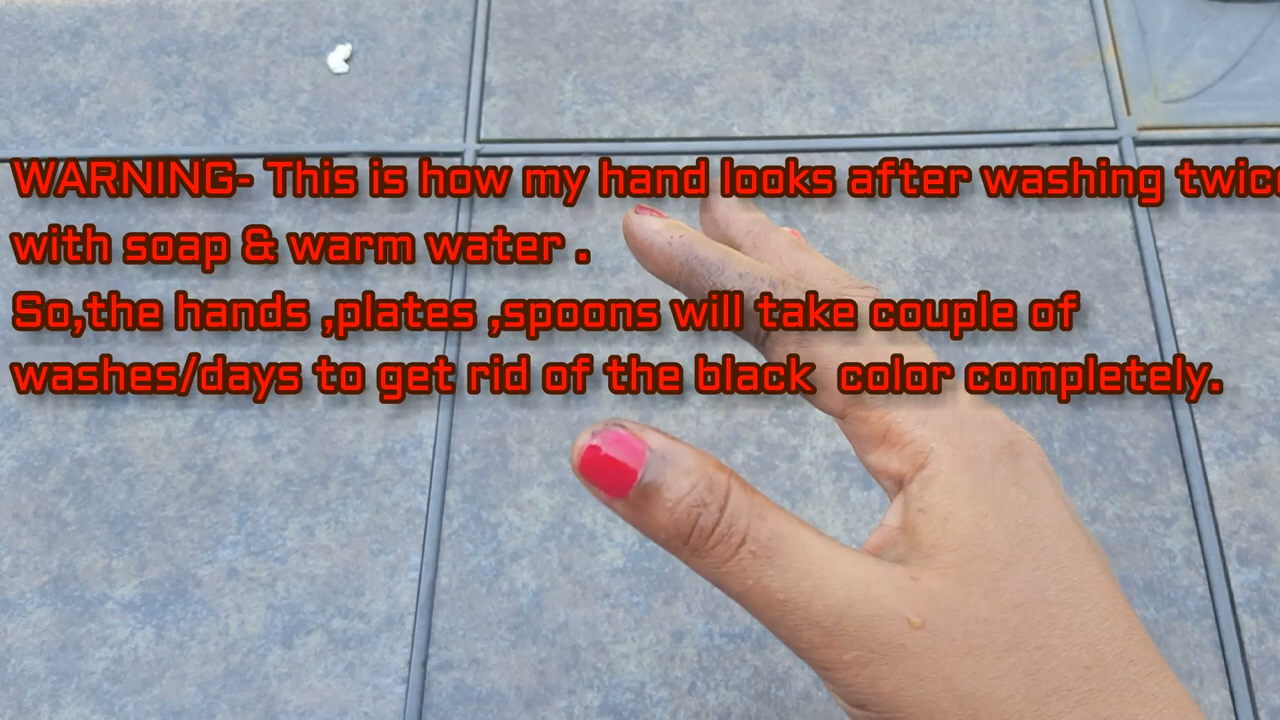 WARNING- This is how my hand looks after washing twice
with soap & warm water .
So,the hands ,plates ,spoons will take couple of
washes/days to get rid of the black  color completely.